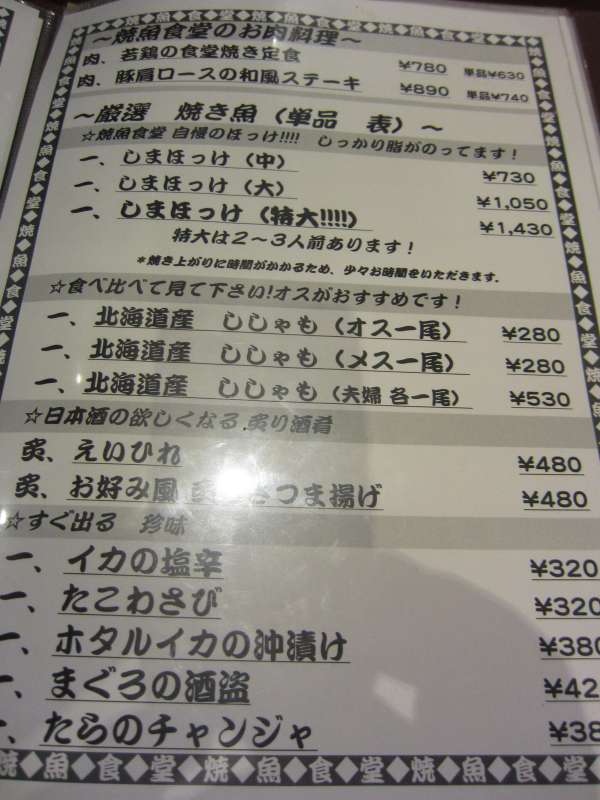 ◆焼◆魚◆食◆堂◆焼◆魚◆食◆堂◆焼◆魚◆食◆堂
～焼魚食堂のお肉料理～
肉、若鶏の食堂焼き定食 ¥780 単品¥630
肉、豚肩ロースの和風ステーキ ¥890 単品¥740
～厳選 焼き魚（単品 表）～
☆焼魚食堂 自慢のほっけ!!!! しっかり脂がのってます！
一、しまほっけ（中） ¥730
一、しまほっけ（大） ¥1,050
一、しまほっけ（特大!!!!） ¥1,430
特大は２～３人前あります！
*焼き上がりに時間がかかるため、少々お時間をいただきます.
☆食べ比べて見て下さい!オスがおすすめです！
一、北海道産 ししゃも（オス一尾） ¥280
一、北海道産 ししゃも（メス一尾） ¥280
一、北海道産 ししゃも（夫婦 各一尾） ¥530
☆日本酒の欲しくなる.炙り酒肴
炙、えいひれ ¥480
炙、お好み風 さつま揚げ ¥480
☆すぐ出る 珍味
一、イカの塩辛 ¥320
一、たこわさび ¥320
一、ホタルイカの沖漬け ¥380
一、まぐろの酒盗 ¥42
一、たらのチャンジャ ¥38
焼◆魚◆食◆堂◆焼◆魚◆食◆堂◆焼◆魚◆食◆堂